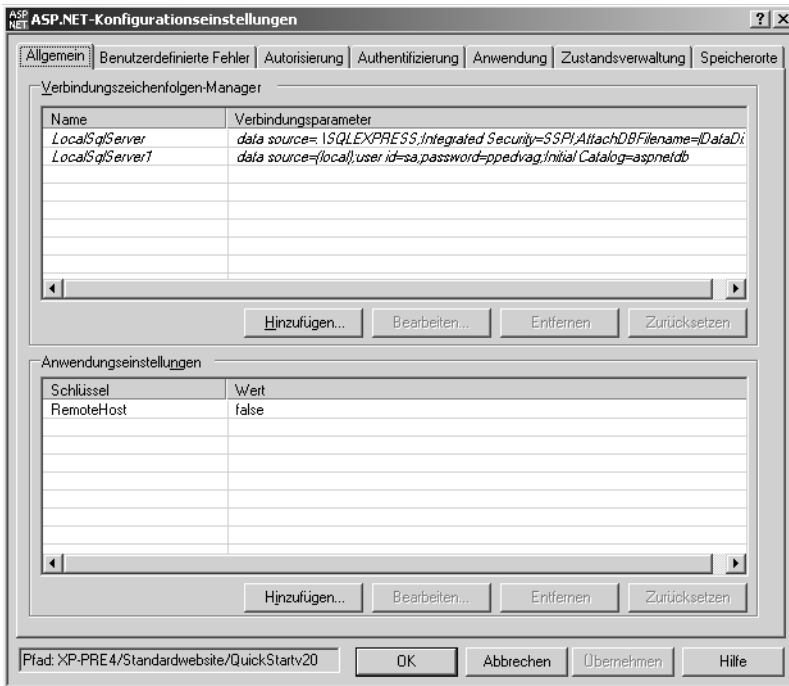 ASP.NET ASP.NET-Konfigurationseinstellungen
Allgemein Benutzerdefinierte Fehler Autorisierung Authentifizierung Anwendung Zustandsverwaltung Speicherorte
Verbindungszeichenfolgen-Manager
Name Verbindungsparameter
LocalSqlServer data source=.\SQLEXPRESS;Integrated Security=SSPI;AttachDBFilename=|DataDi
LocalSqlServer1 data source=(local);user id=sa;password=ppedvag;Initial Catalog=aspnetdb
Hinzufügen... Bearbeiten... Entfernen Zurücksetzen
Anwendungseinstellungen
Schlüssel Wert
RemoteHost false
Hinzufügen... Bearbeiten... Entfernen Zurücksetzen
Pfad: XP-PRE4/Standardwebsite/QuickStartv20 OK Abbrechen Übernehmen Hilfe